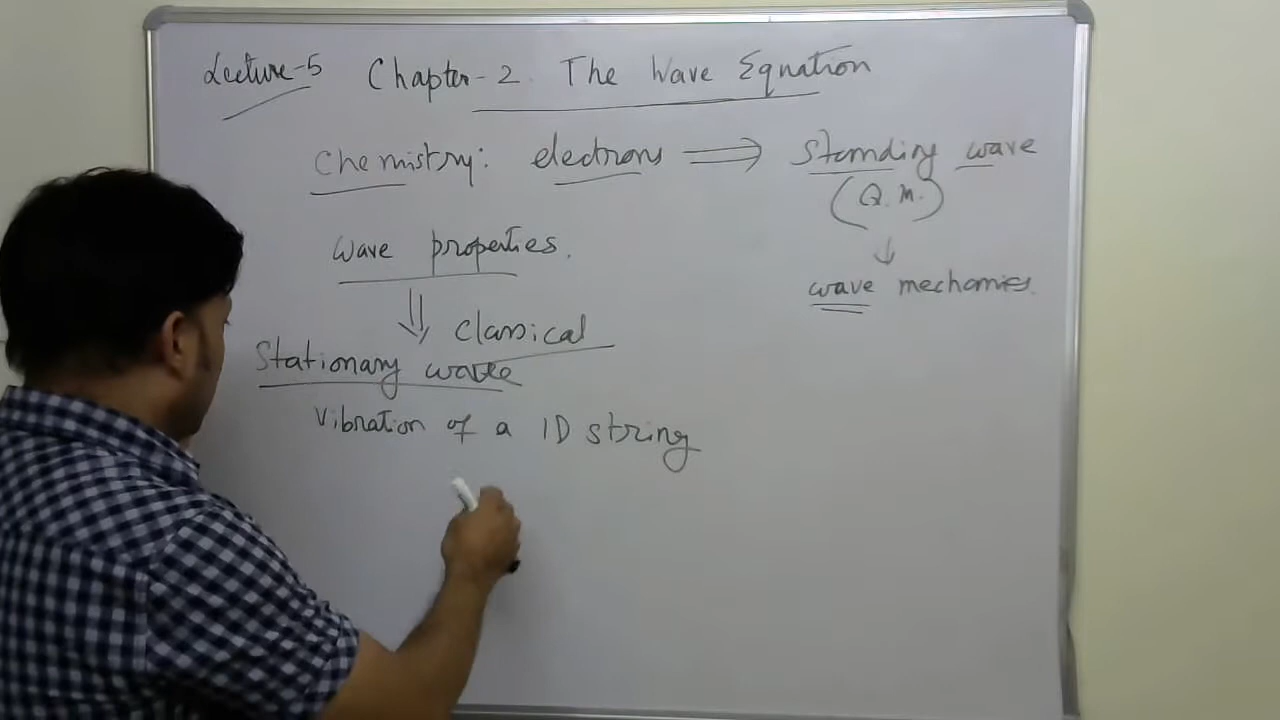 Lecture-5 Chapter-2 The Wave Equation
Chemistry: electrons ⟹ Standing wave
(Q.M.)
↓
wave properties.
wave mechanics.
⇓ Classical
Stationary wave
Vibration of a 1D string